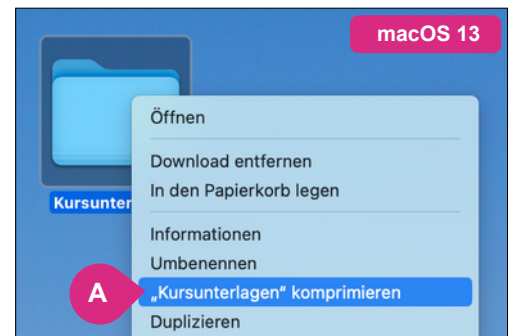 macOS 13
Öffnen
Download entfernen
In den Papierkorb legen
Kursunter
Informationen
Umbenennen
A
„Kursunterlagen“ komprimieren
Duplizieren